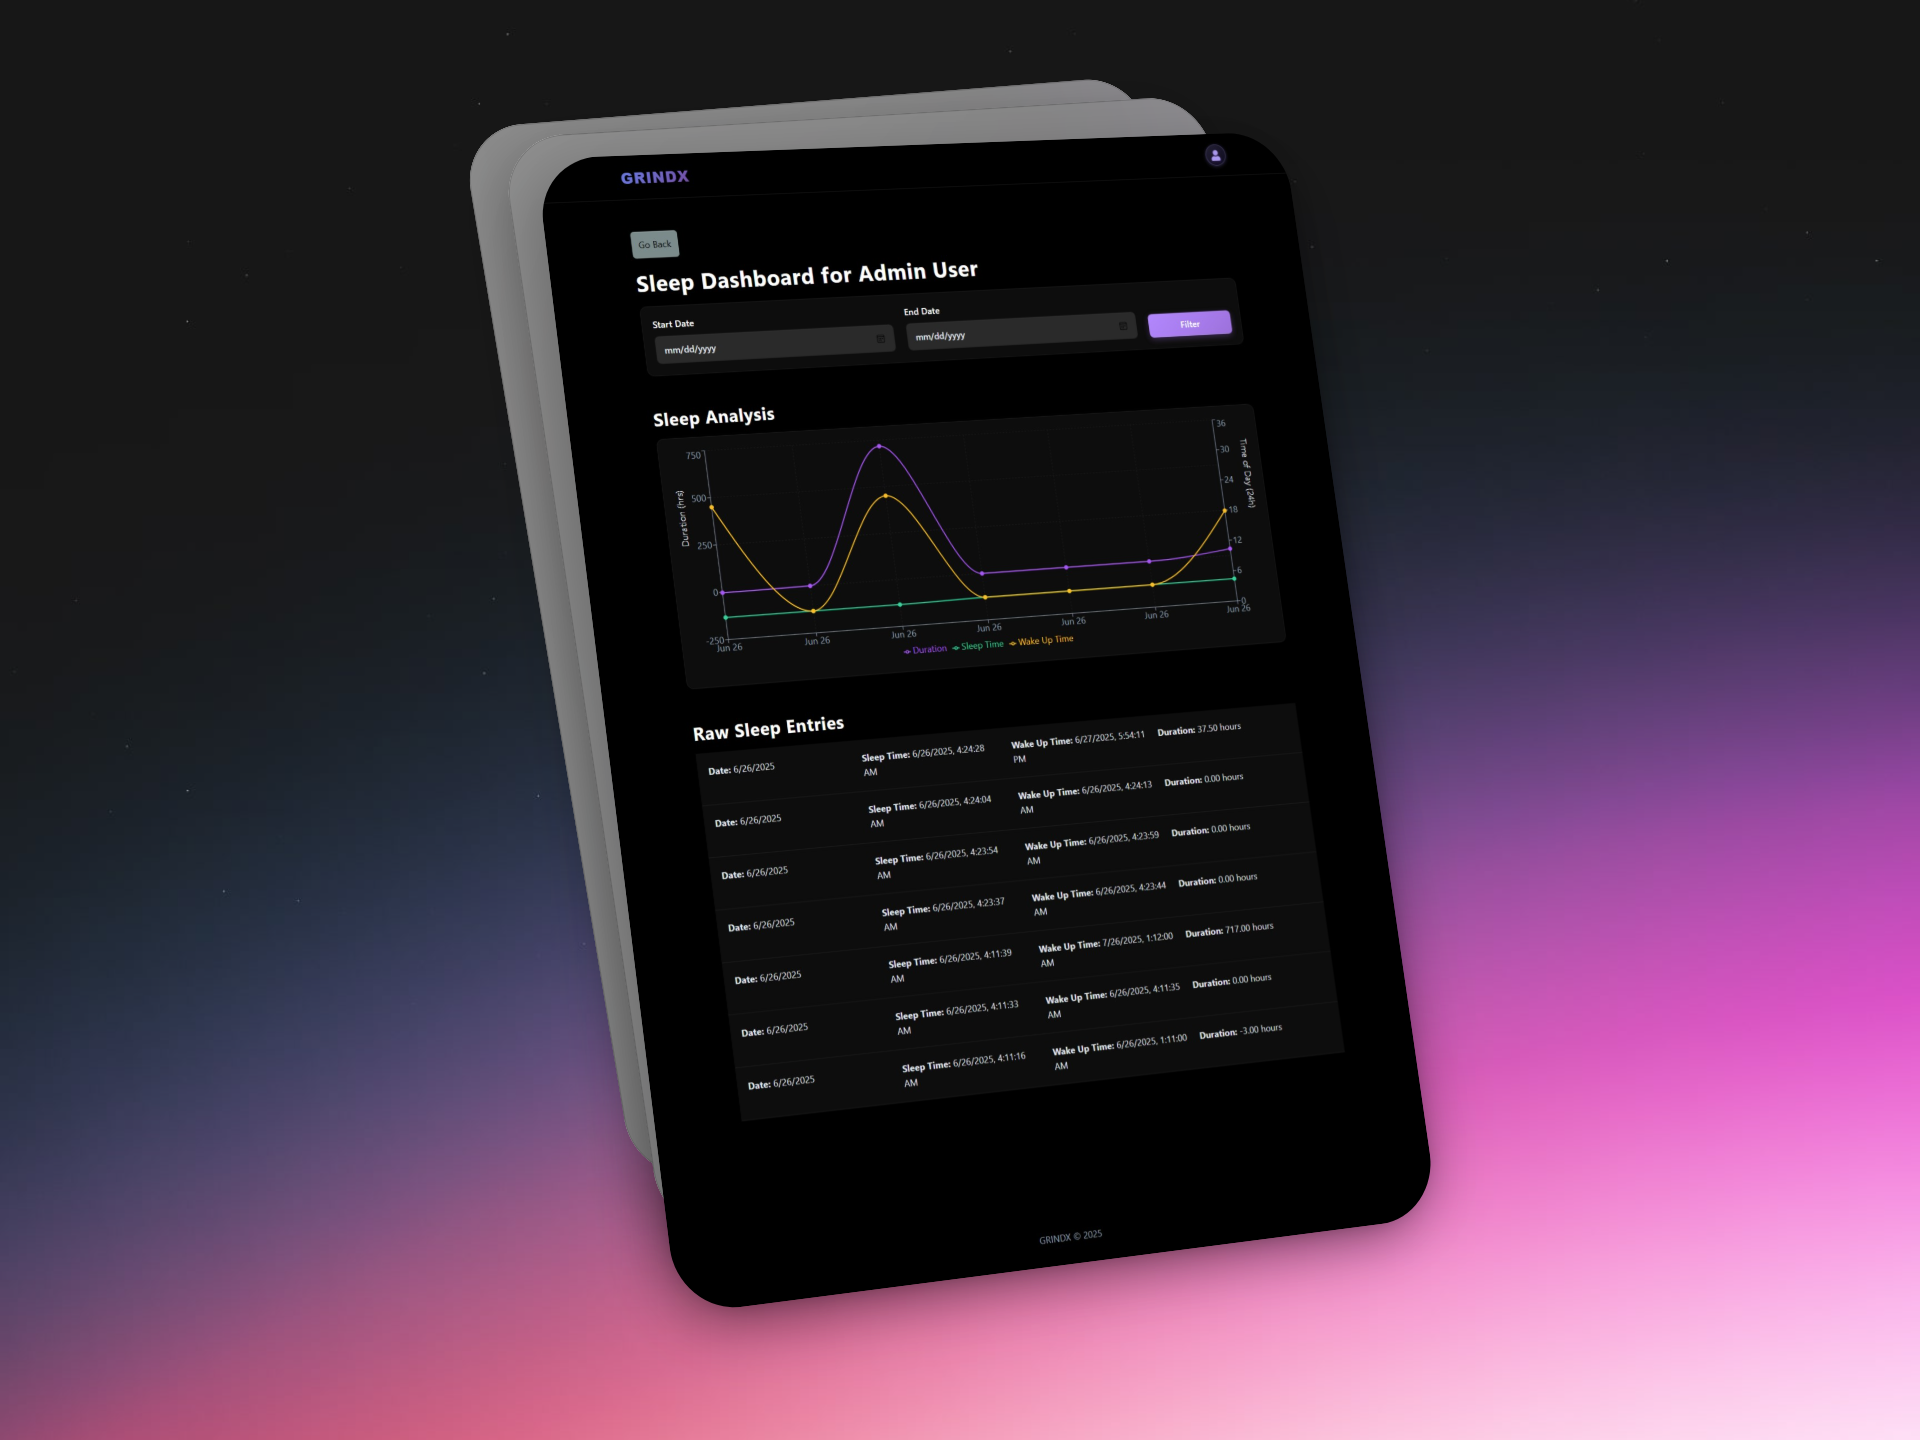 GRINDX
Go Back
Sleep Dashboard for Admin User
Start Date
End Date
mm/dd/yyyy
mm/dd/yyyy
Filter
Sleep Analysis
750
500
250
0
-250
Duration (hrs)
36
30
24
18
12
6
0
Time of Day (24h)
Jun 26
Jun 26
Jun 26
Jun 26
Jun 26
Jun 26
Jun 26
Duration Sleep Time Wake Up Time
Raw Sleep Entries
Date: 6/26/2025
Sleep Time: 6/26/2025, 4:24:28
AM
Wake Up Time: 6/27/2025, 5:54:11
PM
Duration: 37.50 hours
Date: 6/26/2025
Sleep Time: 6/26/2025, 4:24:04
AM
Wake Up Time: 6/26/2025, 4:24:13
AM
Duration: 0.00 hours
Date: 6/26/2025
Sleep Time: 6/26/2025, 4:23:54
AM
Wake Up Time: 6/26/2025, 4:23:59
AM
Duration: 0.00 hours
Date: 6/26/2025
Sleep Time: 6/26/2025, 4:23:37
AM
Wake Up Time: 6/26/2025, 4:23:44
AM
Duration: 0.00 hours
Date: 6/26/2025
Sleep Time: 6/26/2025, 4:11:39
AM
Wake Up Time: 7/26/2025, 1:12:00
AM
Duration: 717.00 hours
Date: 6/26/2025
Sleep Time: 6/26/2025, 4:11:33
AM
Wake Up Time: 6/26/2025, 4:11:35
AM
Duration: 0.00 hours
Date: 6/26/2025
Sleep Time: 6/26/2025, 4:11:16
AM
Wake Up Time: 6/26/2025, 1:11:00
AM
Duration: -3.00 hours
GRINDX © 2025